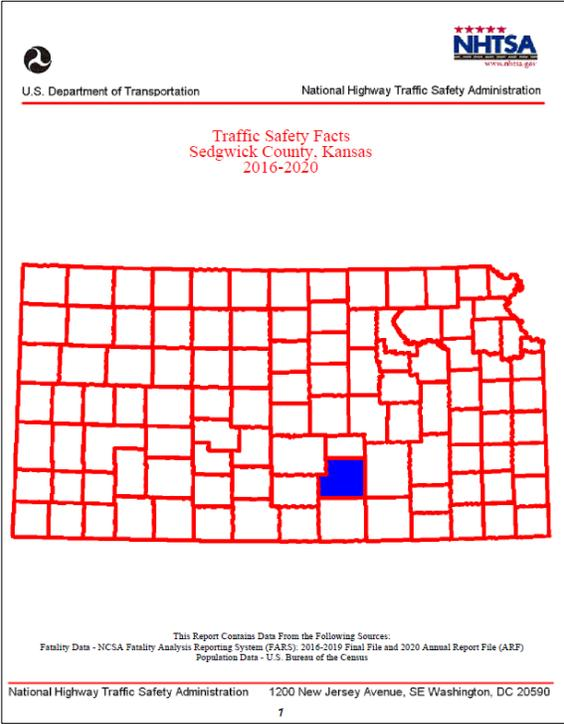 NHTSA
www.nhtsa.gov
U.S. Department of Transportation
National Highway Traffic Safety Administration
Traffic Safety Facts
Sedgwick County, Kansas
2016-2020
This Report Contains Data From the Following Sources:
Fatality Data - NCSA Fatality Analysis Reporting System (FARS): 2016-2019 Final File and 2020 Annual Report File (ARF)
Population Data - U.S. Bureau of the Census
National Highway Traffic Safety Administration 1200 New Jersey Avenue, SE Washington, DC 20590
1